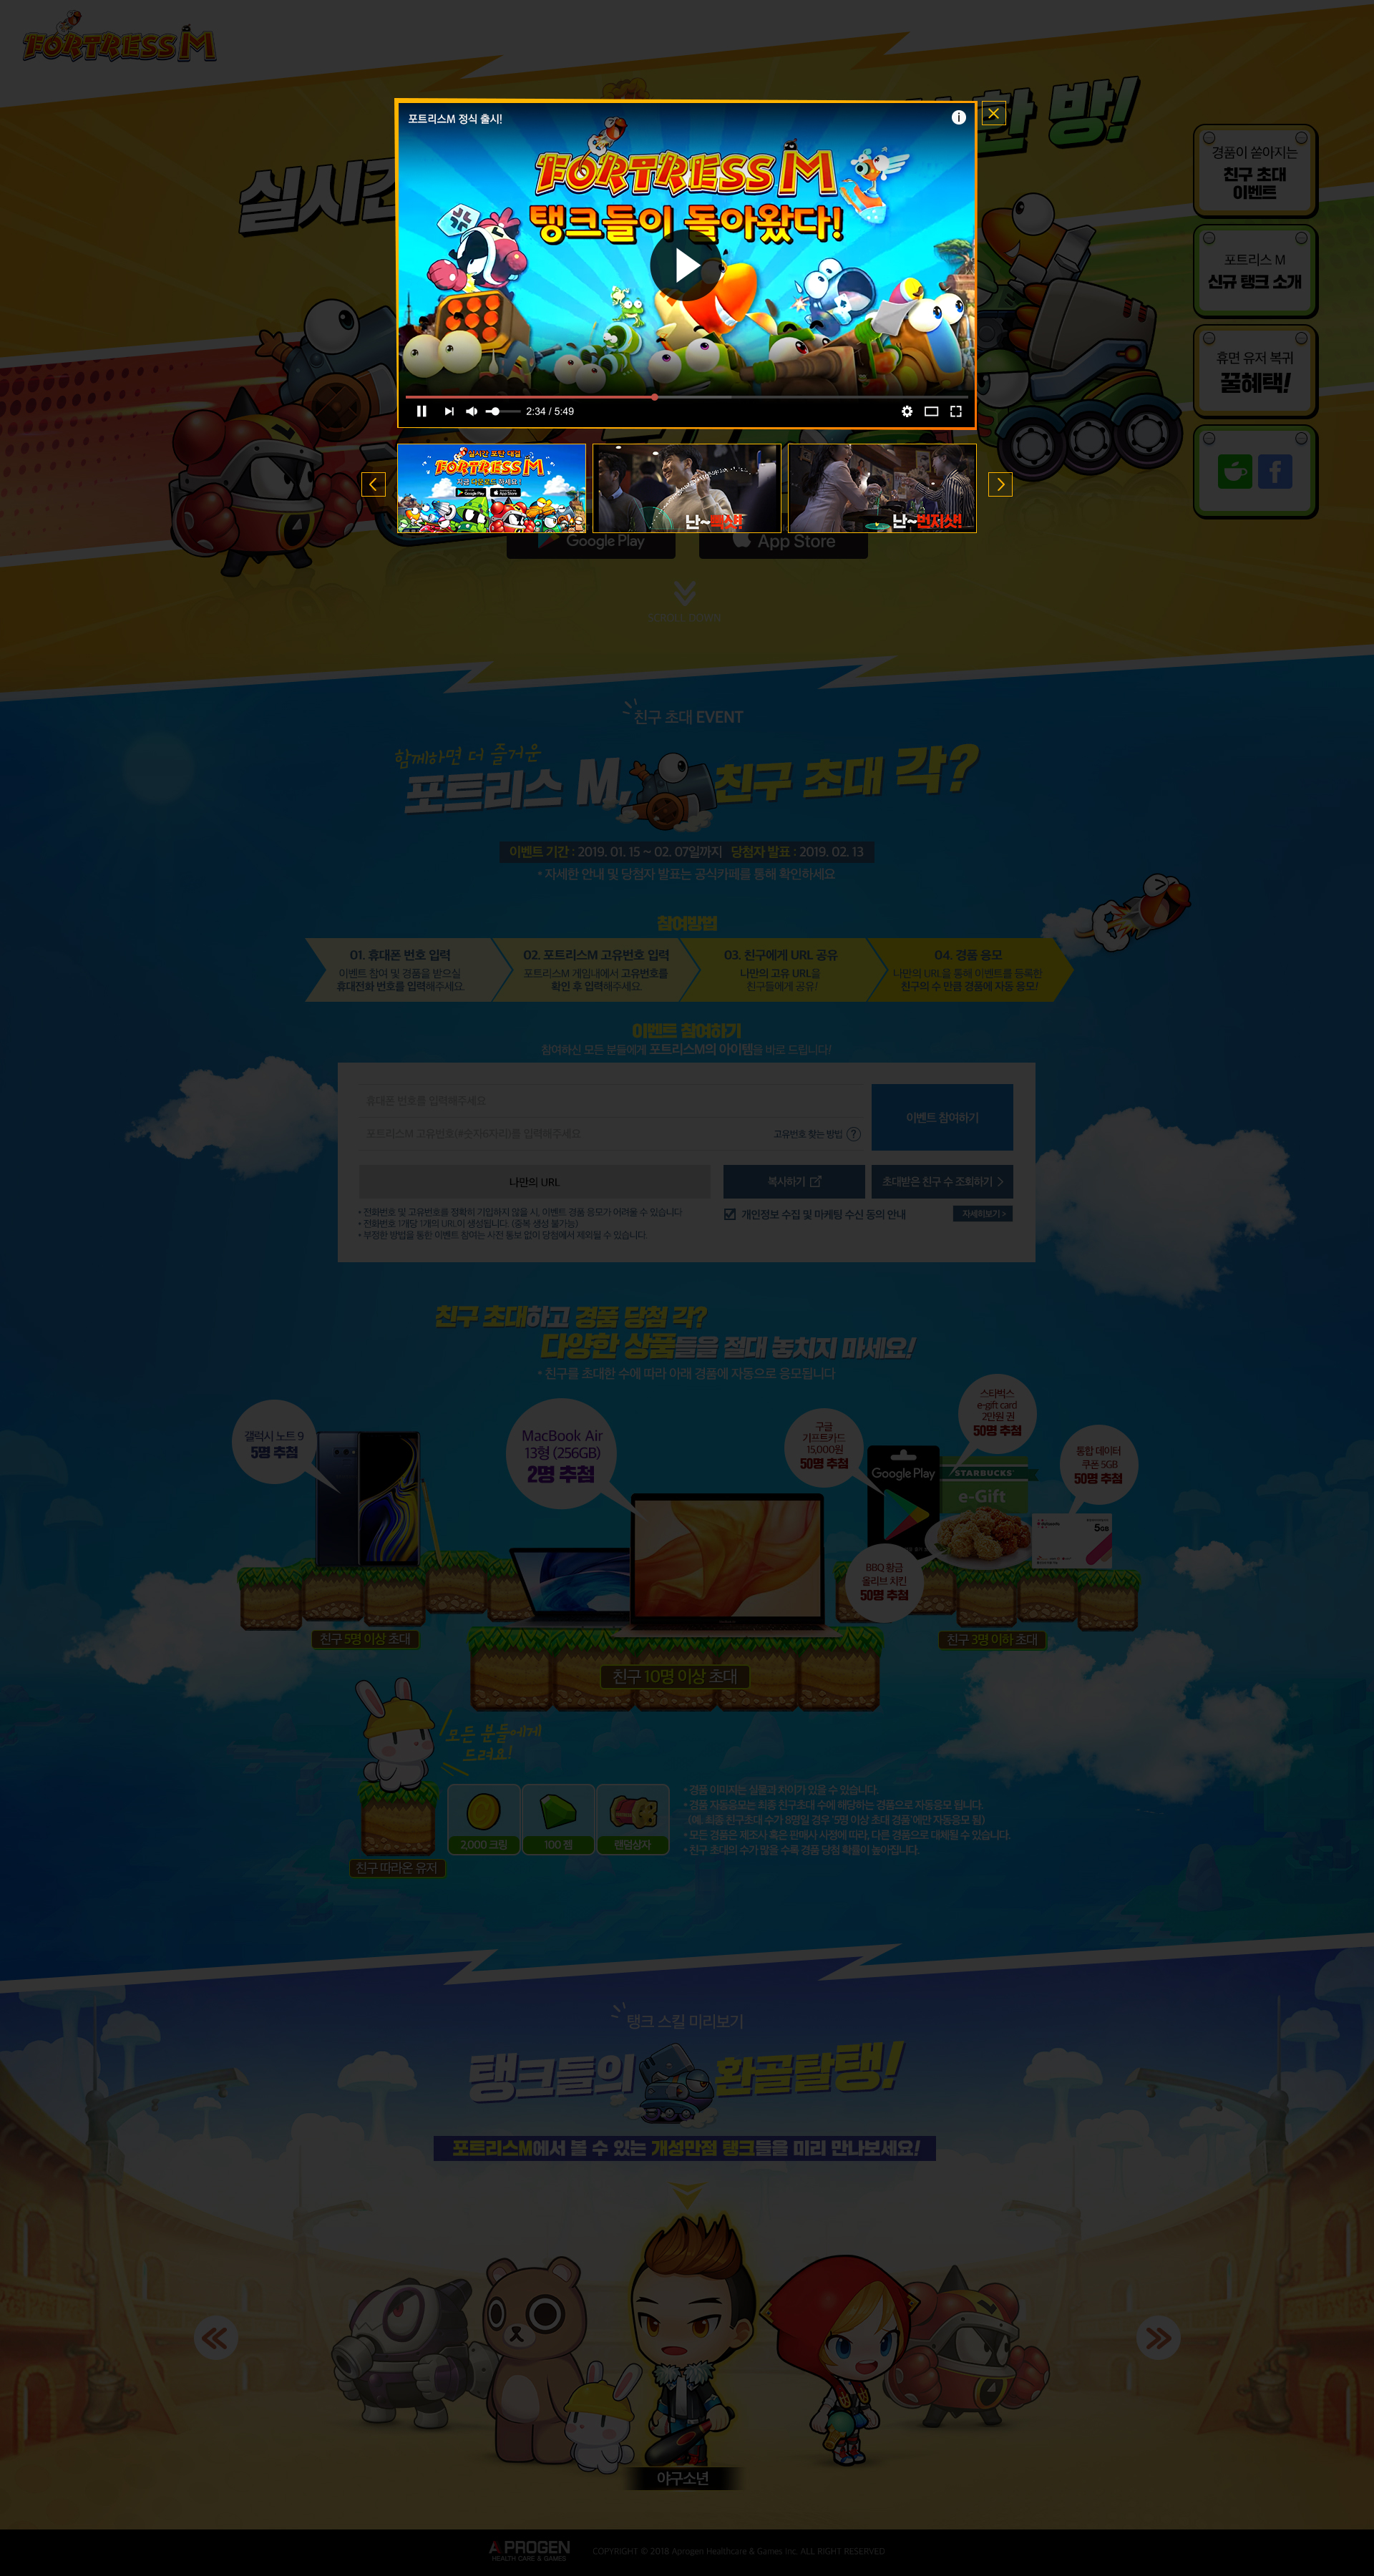 FORTRESS M
실시간
한 방!
경품이 쏟아지는
친구 초대
이벤트
포트리스 M
신규 탱크 소개
휴면 유저 복귀
꿀혜택!
포트리스M 정식 출시!
FORTRESS M
탱크들이 돌아왔다!
2:34 / 5:49
실시간 포탄 대결
FORTRESS M
지금 다운로드 하세요!
Google Play
App Store
난~
난~먼저샷!!
Google Play
App Store
SCROLL DOWN
친구 초대 EVENT
함께하면 더 즐거운
포트리스 M, 친구 초대 각?
이벤트 기간 : 2019. 01. 15 ~ 02. 07일까지 당첨자 발표 : 2019. 02. 13
* 자세한 안내 및 당첨자 발표는 공식카페를 통해 확인하세요.
참여방법
01. 휴대폰 번호 입력
이벤트 참여 및 경품을 받으실
휴대전화 번호를 입력해주세요.
02. 포트리스M 고유번호 입력
포트리스M 게임내에서 고유번호를
확인 후 입력해주세요.
03. 친구에게 URL 공유
나만의 고유 URL을
친구들에게 공유!
04. 경품 응모
나만의 URL을 통해 이벤트를 등록한
친구의 수 만큼 경품에 자동 응모!
이벤트 참여하기
참여하신 모든 분들에게 포트리스M의 아이템을 바로 드립니다!
휴대폰 번호를 입력해주세요
포트리스M 고유번호(#숫자6자리)를 입력해주세요
고유번호 찾는 방법 ?
이벤트 참여하기
나만의 URL
복사하기
초대받은 친구 수 조회하기 >
* 전화번호 및 고유번호를 정확히 기입하지 않을 시, 이벤트 경품 응모가 어려울 수 있습니다
* 전화번호 1개당 1개의 URL이 생성됩니다. (중복 생성 불가능)
* 부정한 방법을 통한 이벤트 참여는 사전 통보 없이 당첨에서 제외될 수 있습니다.
개인정보 수집 및 마케팅 수신 동의 안내
자세히보기 >
친구 초대하고 경품 당첨 각?
다양한 상품들을 절대 놓치지 마세요!
* 친구를 초대한 수에 따라 아래 경품에 자동으로 응모됩니다
갤럭시 노트 9
5명 추첨
MacBook Air
13형 (256GB)
2명 추첨
구글
기프트카드
15,000원
50명 추첨
스타벅스
e-gift card
2만원 권
50명 추첨
통합 데이터
쿠폰 5GB
50명 추첨
Google Play
STARBUCKS
e-Gift
5GB
BBQ 황금
올리브 치킨
50명 추첨
친구 5명 이상 초대
친구 10명 이상 초대
친구 3명 이하 초대
모든 분들에게
드려요!
2,000 크림
100 젬
랜덤상자
친구 따라온 유저
* 경품 이미지는 실물과 차이가 있을 수 있습니다.
* 경품 자동응모는 최종 친구초대 수에 해당하는 경품으로 자동응모 됩니다.
(예, 최종 친구초대 수가 8명일 경우 '5명 이상 초대 경품'에만 자동응모 됨)
* 모든 경품은 제조사 혹은 판매사 사정에 따라, 다른 경품으로 대체될 수 있습니다.
* 친구 초대의 수가 많을 수록 경품 당첨 확률이 높아집니다.
탱크 스킬 미리보기
탱크들의 환골탈탱!
포트리스M에서 볼 수 있는 개성만점 탱크들을 미리 만나보세요!
야구소년
APROGEN
HEALTH CARE & GAMES
COPYRIGHT © 2018 Aprogen Healthcare & Games Inc. ALL RIGHT RESERVED